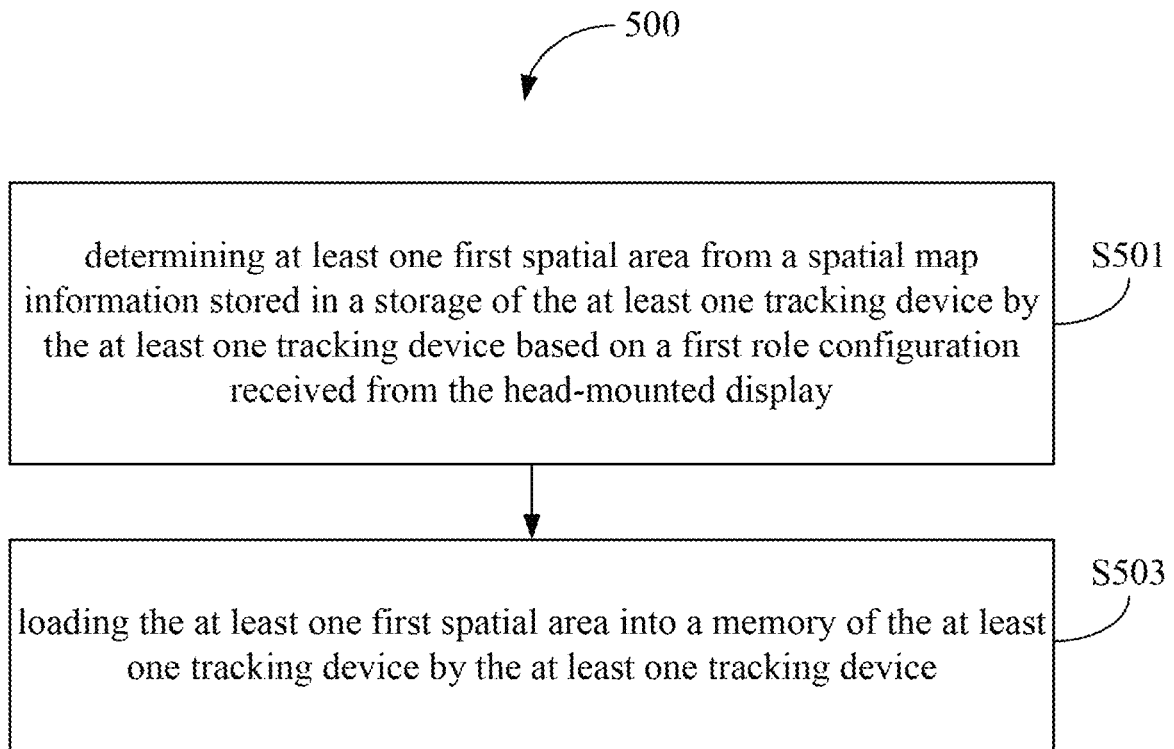 500
determining at least one first spatial area from a spatial map
information stored in a storage of the at least one tracking device by
the at least one tracking device based on a first role configuration
received from the head-mounted display
S501
loading the at least one first spatial area into a memory of the at least
one tracking device by the at least one tracking device
S503